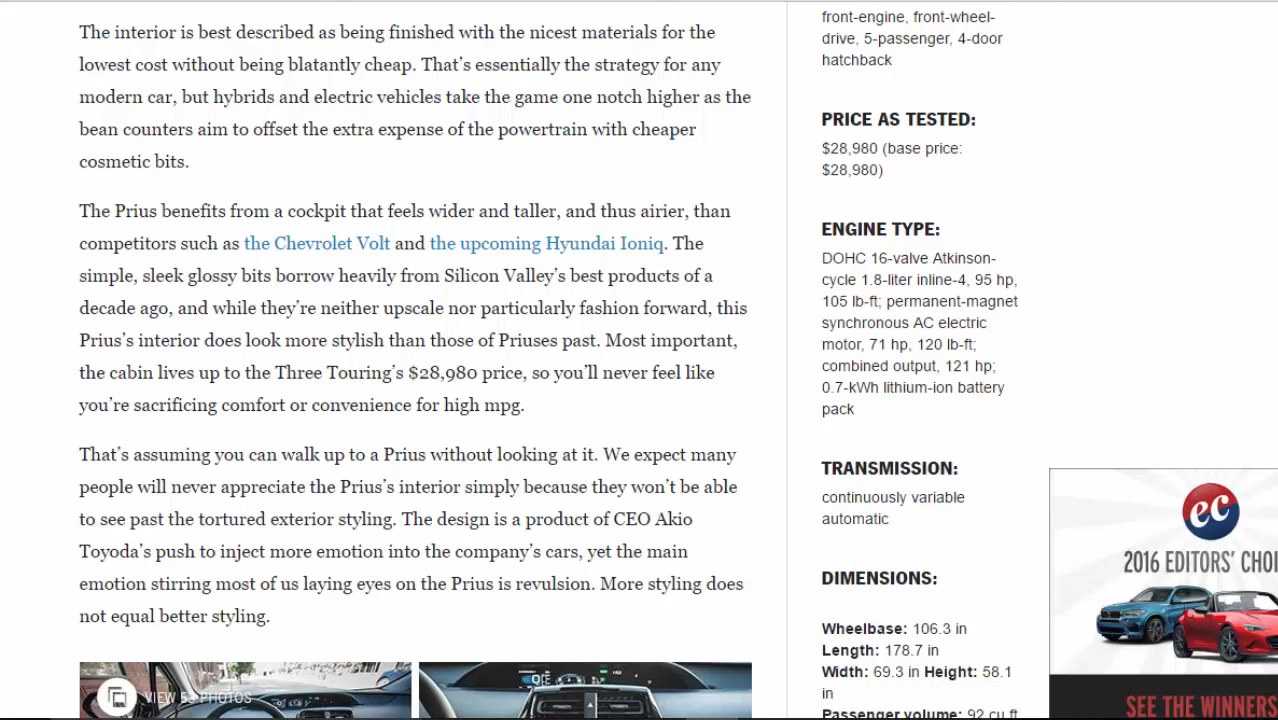 The interior is best described as being finished with the nicest materials for the
lowest cost without being blatantly cheap. That’s essentially the strategy for any
modern car, but hybrids and electric vehicles take the game one notch higher as the
bean counters aim to offset the extra expense of the powertrain with cheaper
cosmetic bits.
The Prius benefits from a cockpit that feels wider and taller, and thus airier, than
competitors such as the Chevrolet Volt and the upcoming Hyundai Ioniq. The
simple, sleek glossy bits borrow heavily from Silicon Valley’s best products of a
decade ago, and while they’re neither upscale nor particularly fashion forward, this
Prius’s interior does look more stylish than those of Priuses past. Most important,
the cabin lives up to the Three Touring’s $28,980 price, so you’ll never feel like
you’re sacrificing comfort or convenience for high mpg.
That’s assuming you can walk up to a Prius without looking at it. We expect many
people will never appreciate the Prius’s interior simply because they won’t be able
to see past the tortured exterior styling. The design is a product of CEO Akio
Toyoda’s push to inject more emotion into the company’s cars, yet the main
emotion stirring most of us laying eyes on the Prius is revulsion. More styling does
not equal better styling.
VIEW 53 PHOTOS
front-engine, front-wheel-
drive, 5-passenger, 4-door
hatchback
PRICE AS TESTED:
$28,980 (base price:
$28,980)
ENGINE TYPE:
DOHC 16-valve Atkinson-
cycle 1.8-liter inline-4, 95 hp,
105 lb-ft; permanent-magnet
synchronous AC electric
motor, 71 hp, 120 lb-ft;
combined output, 121 hp;
0.7-kWh lithium-ion battery
pack
TRANSMISSION:
continuously variable
automatic
DIMENSIONS:
Wheelbase: 106.3 in
Length: 178.7 in
Width: 69.3 in Height: 58.1
in
Passenger volume: 92 cu ft
ec
2016 EDITORS’ CHOI
SEE THE WINNERS